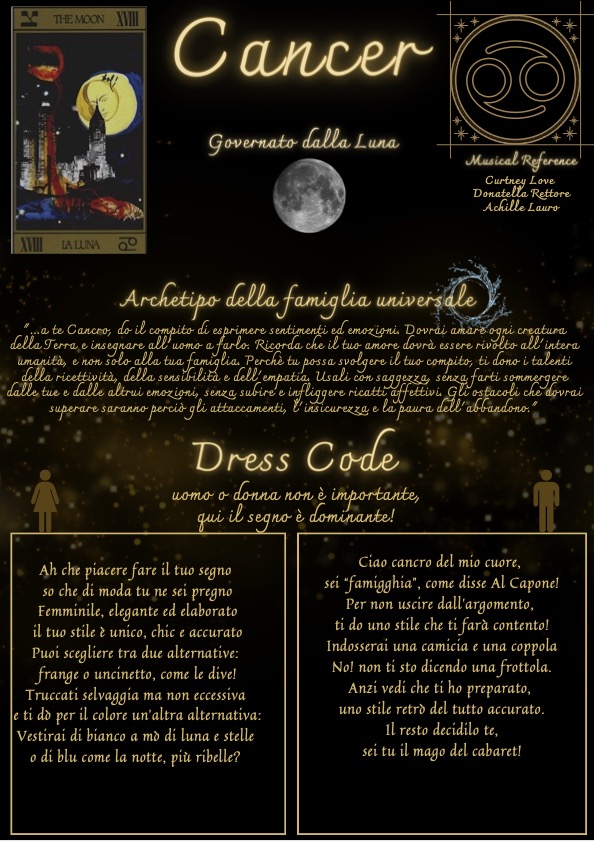 THE MOON XVIII
Cancer
Governato dalla Luna
Musical Reference
Curtney Love
Donatella Rettore
Achille Lauro
XVIII LA LUNA
Archetipo della famiglia universale
"...a te Cancro, do il compito di esprimere sentimenti ed emozioni. Dovrai amare ogni creatura
della Terra e insegnare all'uomo a farlo. Ricorda che il tuo amore dovrà essere rivolto all'intera
umanità, e non solo alla tua famiglia. Perchè tu possa svolgere il tuo compito, ti dono i talenti
della ricettività, della sensibilità e dell'empatia. Usali con saggezza, senza farti sommergere
dalle tue e dalle altrui emozioni, senza subire e infliggere ricatti affettivi. Gli ostacoli che dovrai
superare saranno perciò gli attaccamenti, l'insicurezza e la paura dell'abbandono."
Dress Code
uomo o donna non è importante,
qui il segno è dominante!
Ah che piacere fare il tuo segno
so che di moda tu ne sei pregno
Femminile, elegante ed elaborato
il tuo stile è unico, chic e accurato
Puoi scegliere tra due alternative:
frange o uncinetto, come le dive!
Truccati selvaggia ma non eccessiva
e ti dò per il colore un'altra alternativa:
Vestirai di bianco a mò di luna e stelle
o di blu come la notte, più ribelle?
Ciao cancro del mio cuore,
sei "famigghia", come disse Al Capone!
Per non uscire dall'argomento,
ti do uno stile che ti farà contento!
Indosserai una camicia e una coppola
No! non ti sto dicendo una frottola.
Anzi vedi che ti ho preparato,
uno stile retrò del tutto accurato.
Il resto decidilo te,
sei tu il mago del cabaret!